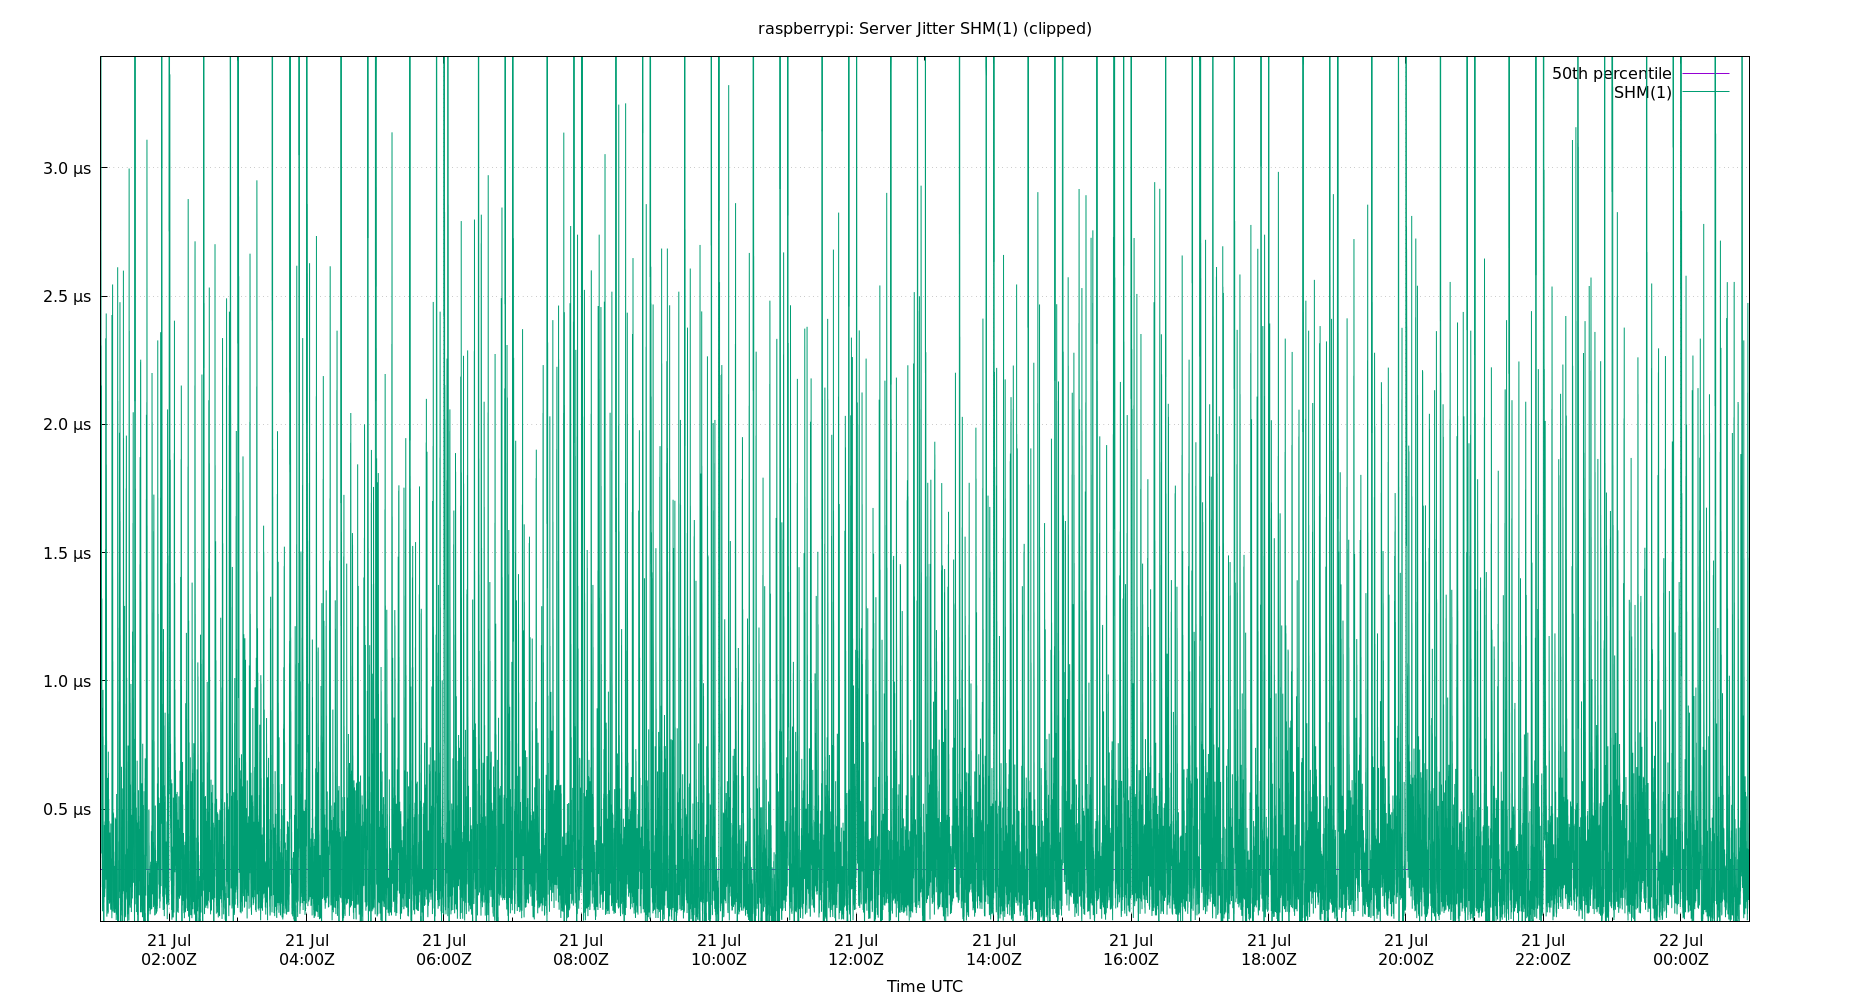 raspberrypi: Server Jitter SHM(1) (clipped)
50th percentile
SHM(1)
3.0 µs
2.5 µs
2.0 µs
1.5 µs
1.0 µs
0.5 µs
21 Jul 21 Jul 21 Jul 21 Jul 21 Jul 21 Jul 21 Jul 21 Jul 21 Jul 21 Jul 21 Jul 22 Jul
02:00Z 04:00Z 06:00Z 08:00Z 10:00Z 12:00Z 14:00Z 16:00Z 18:00Z 20:00Z 22:00Z 00:00Z
Time UTC